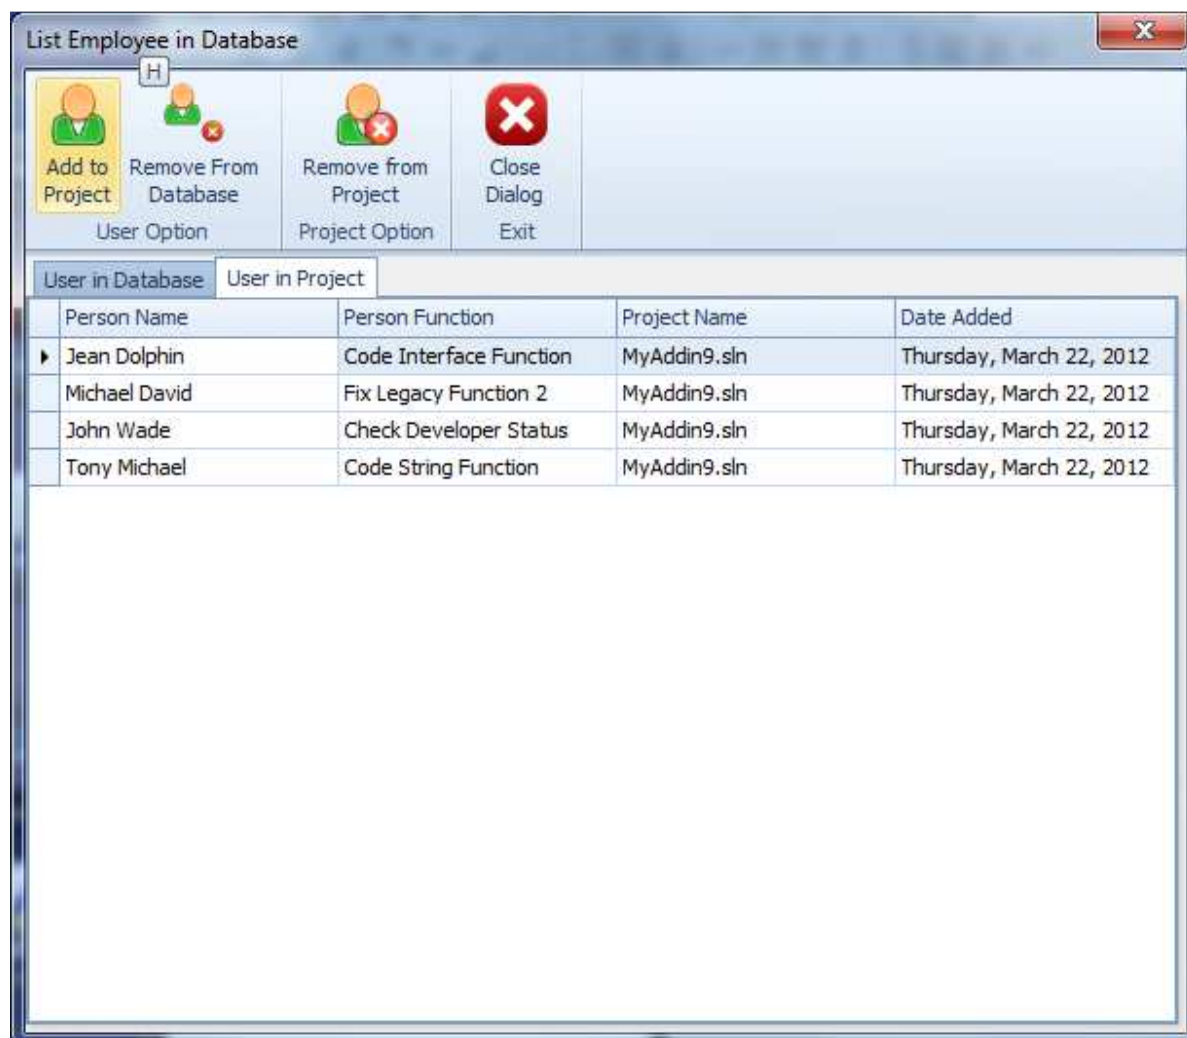 List Employee in Database
H
Add to Project
Remove From Database
Remove from Project
Close Dialog
User Option
Project Option
Exit
User in Database
User in Project
Person Name Person Function Project Name Date Added
Jean Dolphin Code Interface Function MyAddin9.sln Thursday, March 22, 2012
Michael David Fix Legacy Function 2 MyAddin9.sln Thursday, March 22, 2012
John Wade Check Developer Status MyAddin9.sln Thursday, March 22, 2012
Tony Michael Code String Function MyAddin9.sln Thursday, March 22, 2012